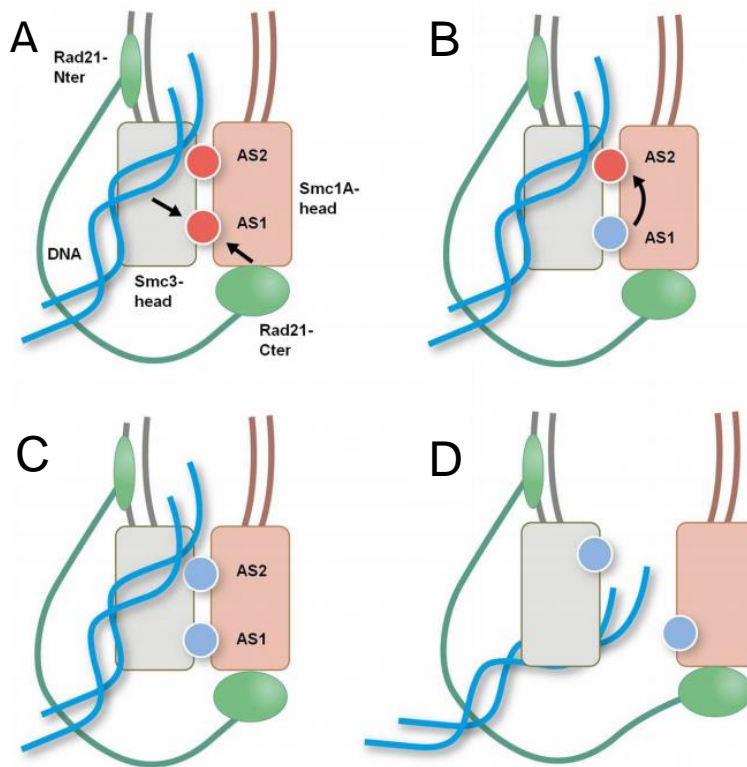 A
Rad21-
Nter
AS2
Smc1A-
head
AS1
DNA
Smc3-
head
Rad21-
Cter
B
AS2
AS1
C
AS2
AS1
D